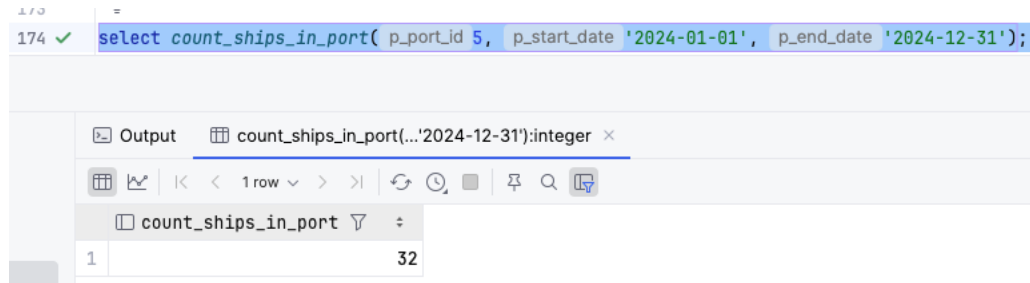 173
174 select count_ships_in_port( p_port_id 5, p_start_date '2024-01-01', p_end_date '2024-12-31');
Output count_ships_in_port(...'2024-12-31'):integer ×
1 row
count_ships_in_port
1 32